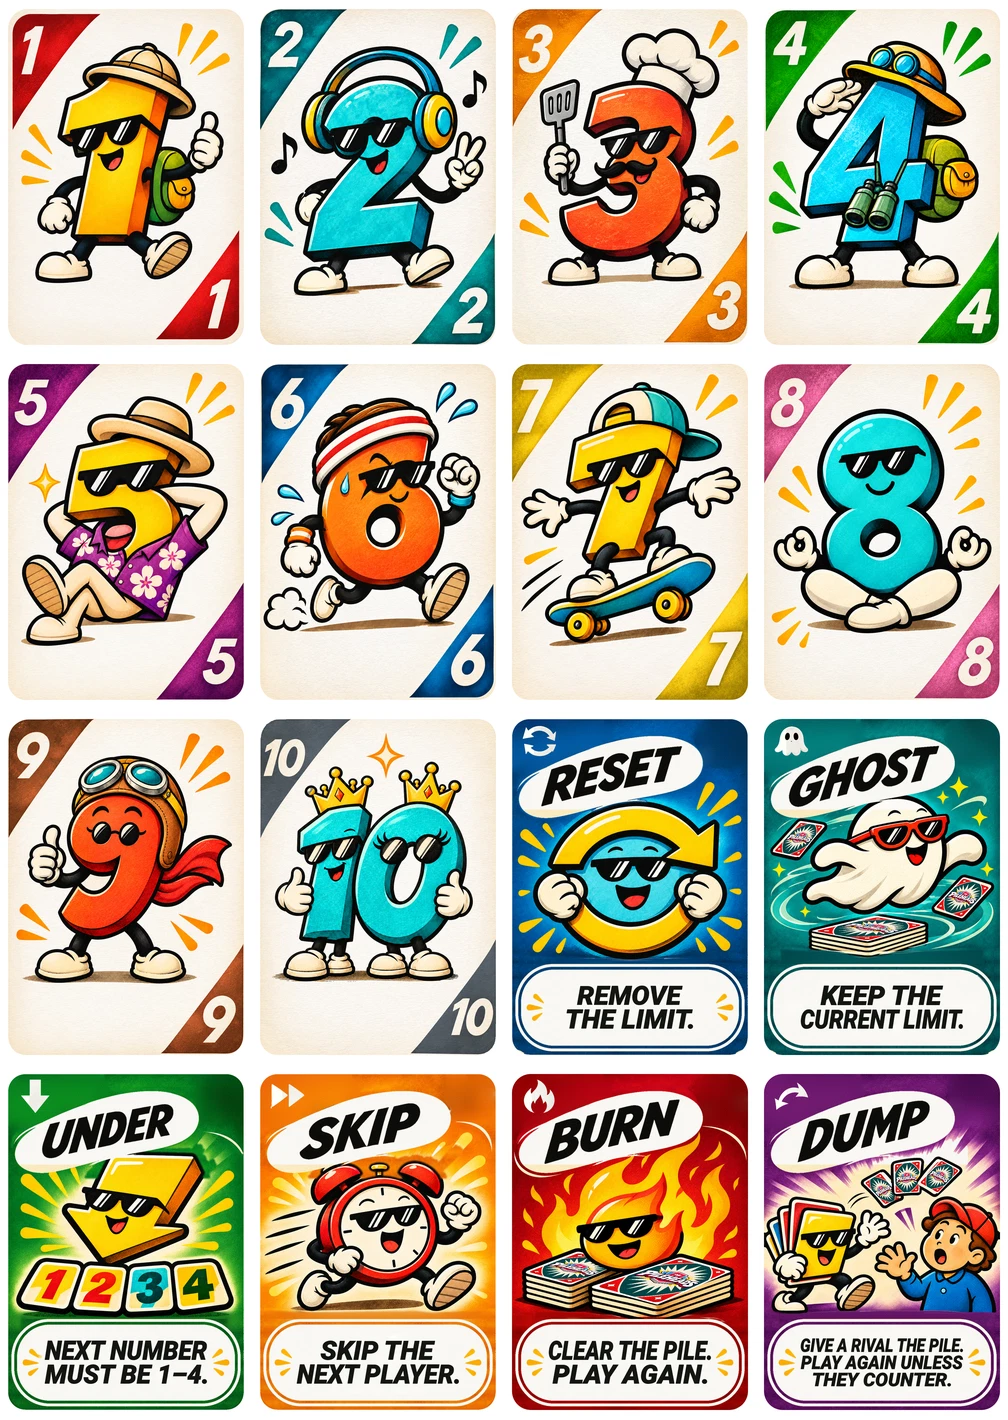 1
1
2
2
3
3
4
4
5
5
6
6
7
7
8
8
9
9
10
10
RESET
REMOVE
THE LIMIT.
GHOST
KEEP THE
CURRENT LIMIT.
UNDER
1 2 3 4
NEXT NUMBER
MUST BE 1–4.
SKIP
SKIP THE
NEXT PLAYER.
BURN
CLEAR THE PILE.
PLAY AGAIN.
DUMP
GIVE A RIVAL THE PILE.
PLAY AGAIN UNLESS
THEY COUNTER.